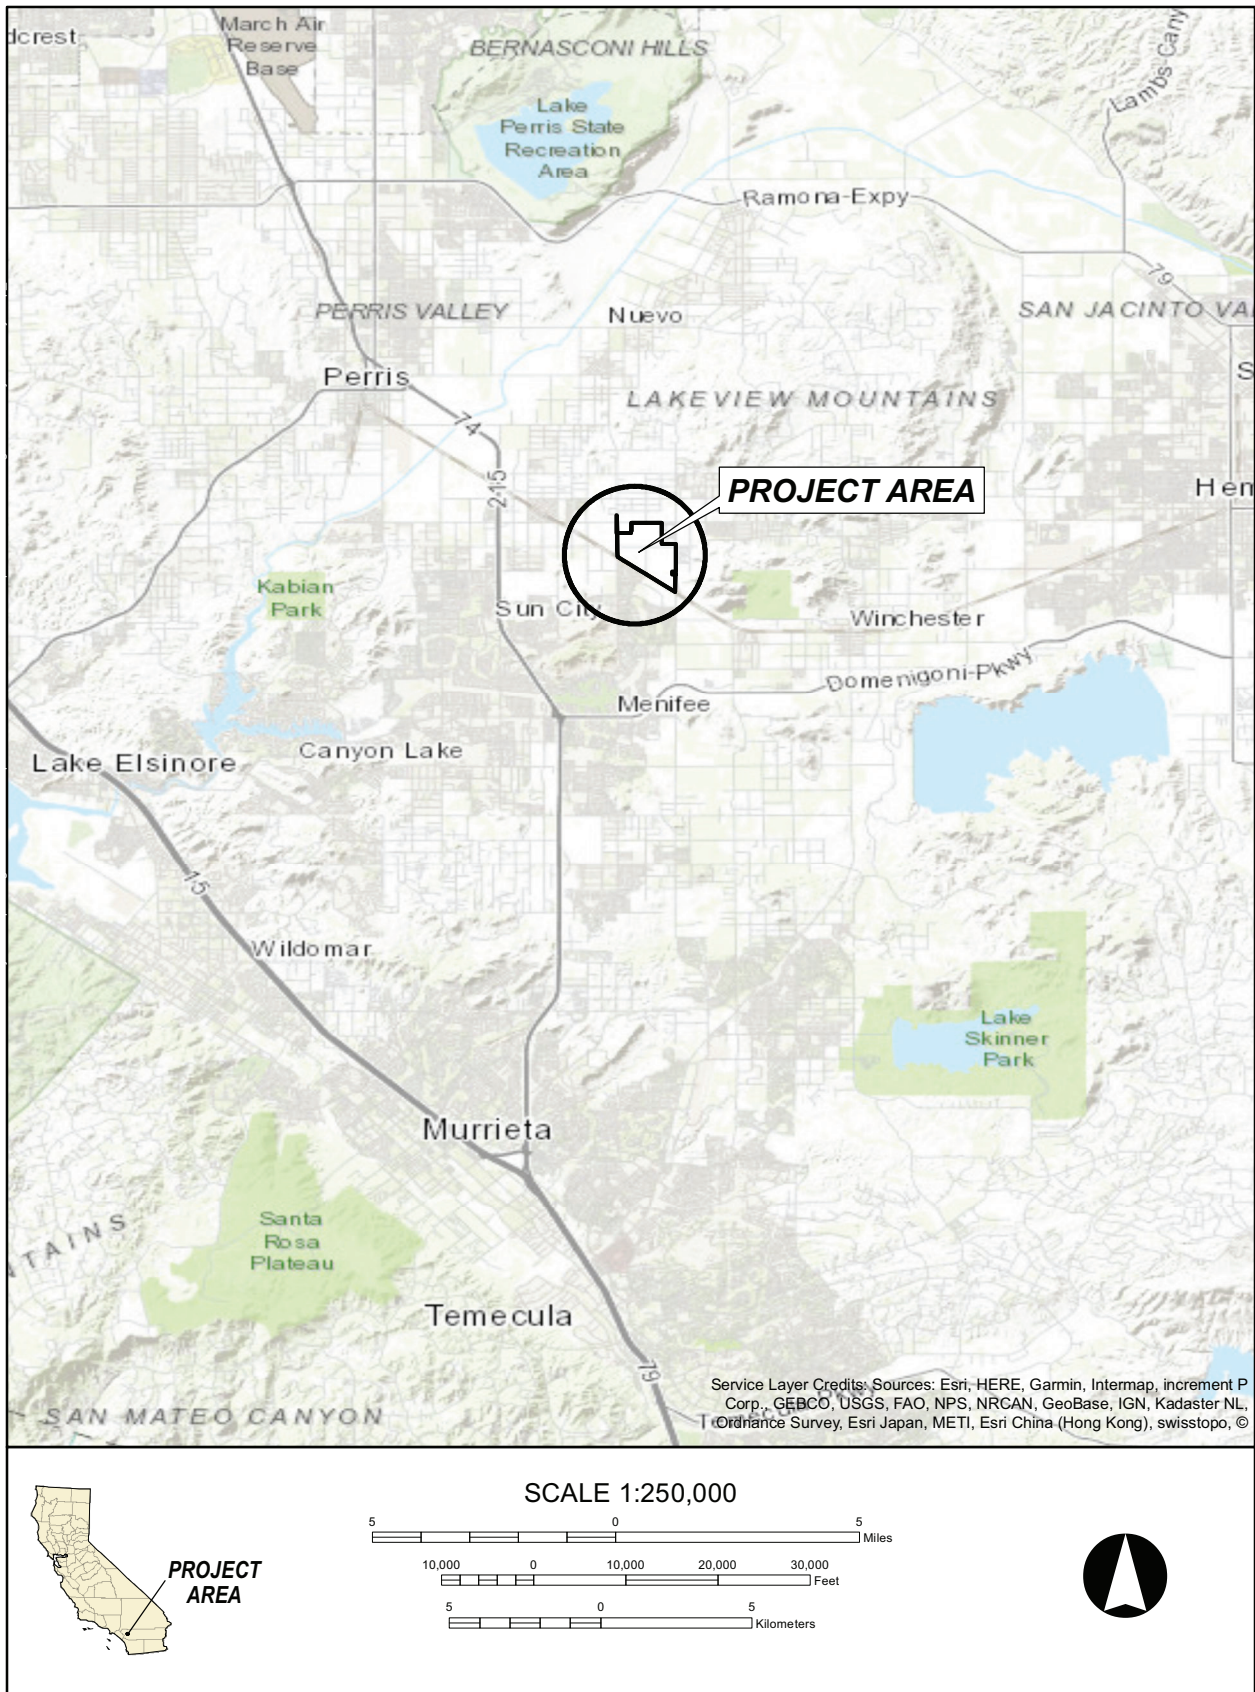 dcrest
March Air
Reserve
Base
BERNASCONI HILLS
Lambs-Cany
Lake
Perris State
Recreation
Area
Ramona-Expy
79
PERRIS VALLEY
Nuevo
SAN JACINTO VA
Perris
S
LAKEVIEW MOUNTAINS
74
215
PROJECT AREA
Hem
Kabian
Park
Sun City
Winchester
Domenigoni-Pkwy
Menifee
Canyon Lake
Lake Elsinore
15
Wildomar
Lake
Skinner
Park
Murrieta
Santa
Rosa
Plateau
NTAINS
Temecula
79
Service Layer Credits: Sources: Esri, HERE, Garmin, Intermap, increment P
Corp., GEBCO, USGS, FAO, NPS, NRCAN, GeoBase, IGN, Kadaster NL,
Ordnance Survey, Esri Japan, METI, Esri China (Hong Kong), swisstopo, ©
SAN MATEO CANYON
SCALE 1:250,000
5 0 5
Miles
10,000 0 10,000 20,000 30,000
Feet
5 0 5
Kilometers
PROJECT
AREA